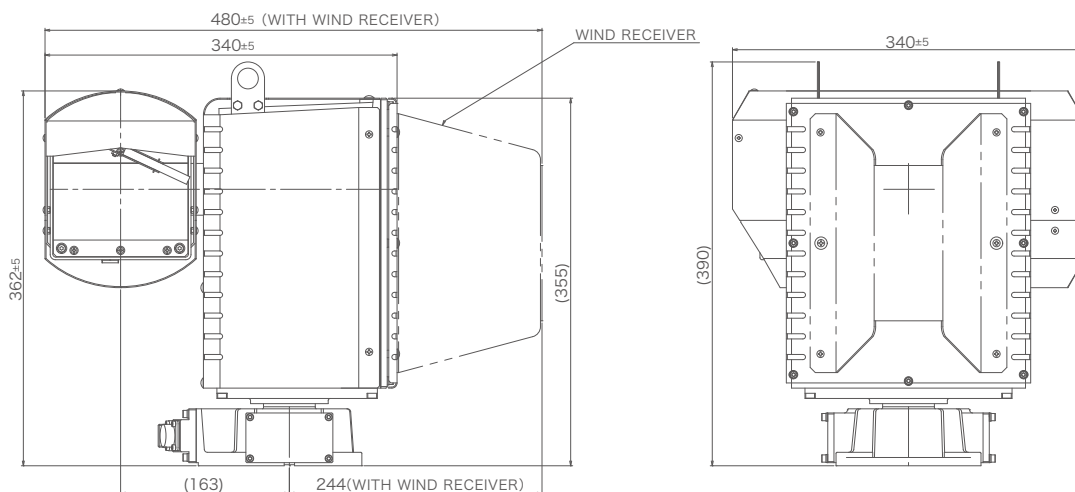 480±5 (WITH WIND RECEIVER)
340±5
WIND RECEIVER
340±5
362±5
(355)
(390)
(163)
244(WITH WIND RECEIVER)